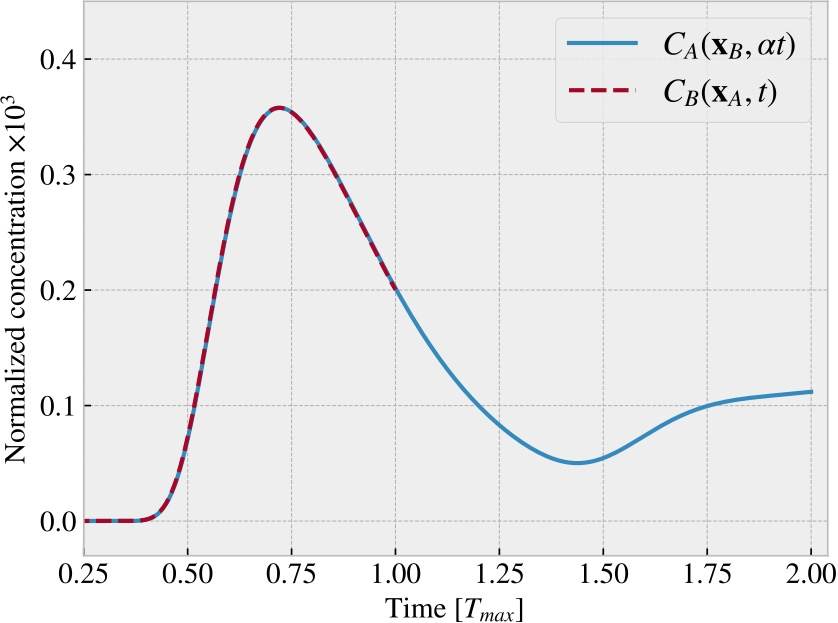 Normalized concentration ×10³
0.4
0.3
0.2
0.1
0.0
C_A(x_B, αt)
C_B(x_A, t)
0.25 0.50 0.75 1.00 1.25 1.50 1.75 2.00
Time [T_max]